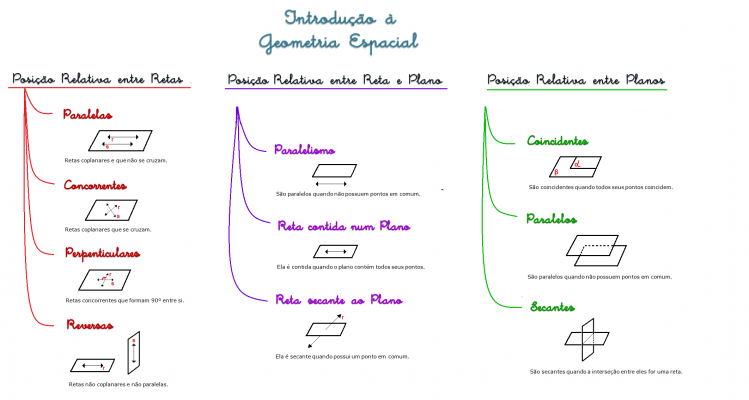 Introdução à
Geometria Espacial
Posição Relativa entre Retas
Paralelas
r
s
Retas coplanares e que não se cruzam.
Concorrentes
r
s
Retas coplanares que se cruzam.
Perpenticulares
r
s
Retas concorrentes que formam 90º entre si.
Reversas
r
s
Retas não coplanares e não paralelas.
Posição Relativa entre Reta e Plano
Paralelismo
São paralelos quando não possuem pontos em comum.
Reta contida num Plano
Ela é contida quando o plano contém todos seus pontos.
Reta secante ao Plano
r
Ela é secante quando possui um ponto em comum.
Posição Relativa entre Planos
Coincidentes
α
β
São coincidentes quando todos seus pontos coincidem.
Paralelos
São paralelos quando não possuem pontos em comum.
Secantes
São secantes quando a interseção entre eles for uma reta.